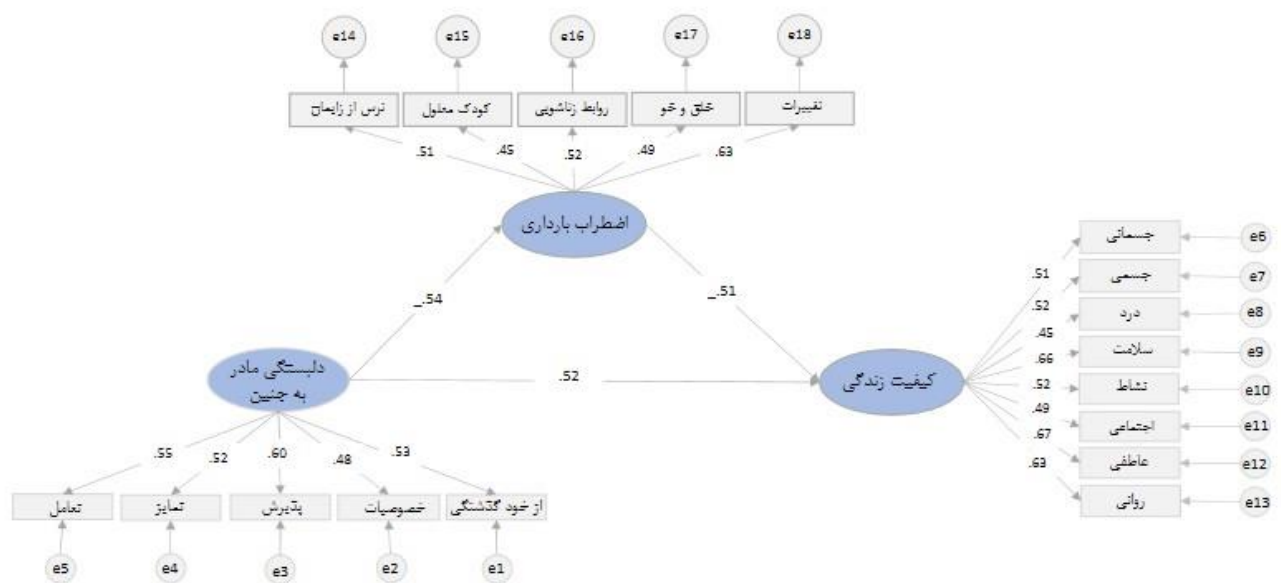 e14 e15 e16 e17 e18
ترس از زایمان
کودک معلول
روابط زناشویی
خلق و خو
تغییرات
.51 .45 .52 .49 .63
اضطراب بارداری
_.54
_.51
.52
دلبستگی مادر
به جنین
کیفیت زندگی
.55 .52 .60 .48 .53
تعامل
تمایز
پذیرش
خصوصیات
از خود گذشتگی
e5 e4 e3 e2 e1
.51
جسمانی
e6
.52
جسمی
e7
.45
درد
e8
.66
سلامت
e9
.52
نشاط
e10
.49
اجتماعی
e11
.67
عاطفی
e12
.63
روانی
e13